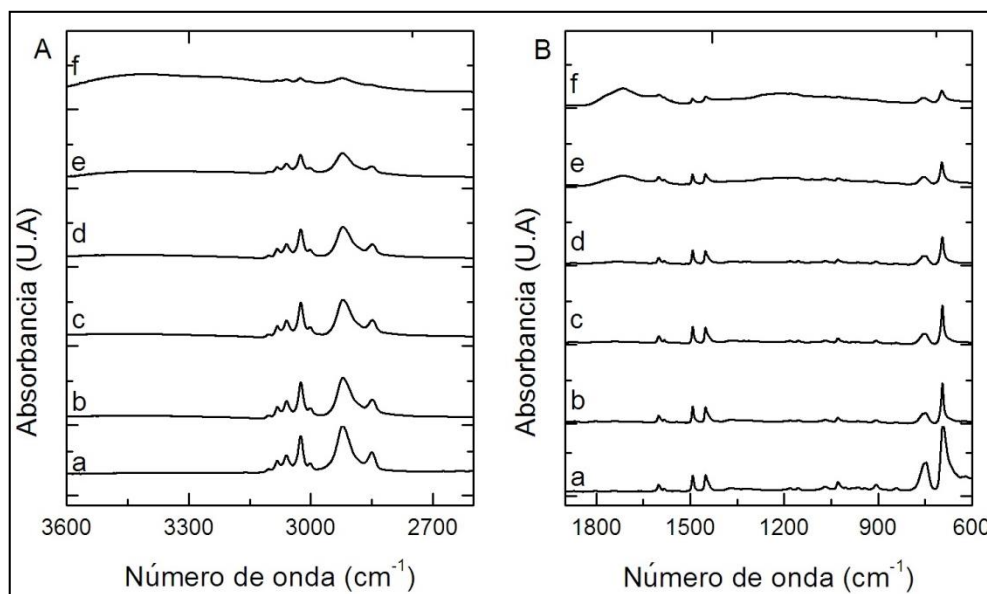 A
f
e
d
c
b
a
Absorbancia (U.A)
3600 3300 3000 2700
Número de onda (cm-1)
B
f
e
d
c
b
a
Absorbancia (U.A)
1800 1500 1200 900 600
Número de onda (cm-1)